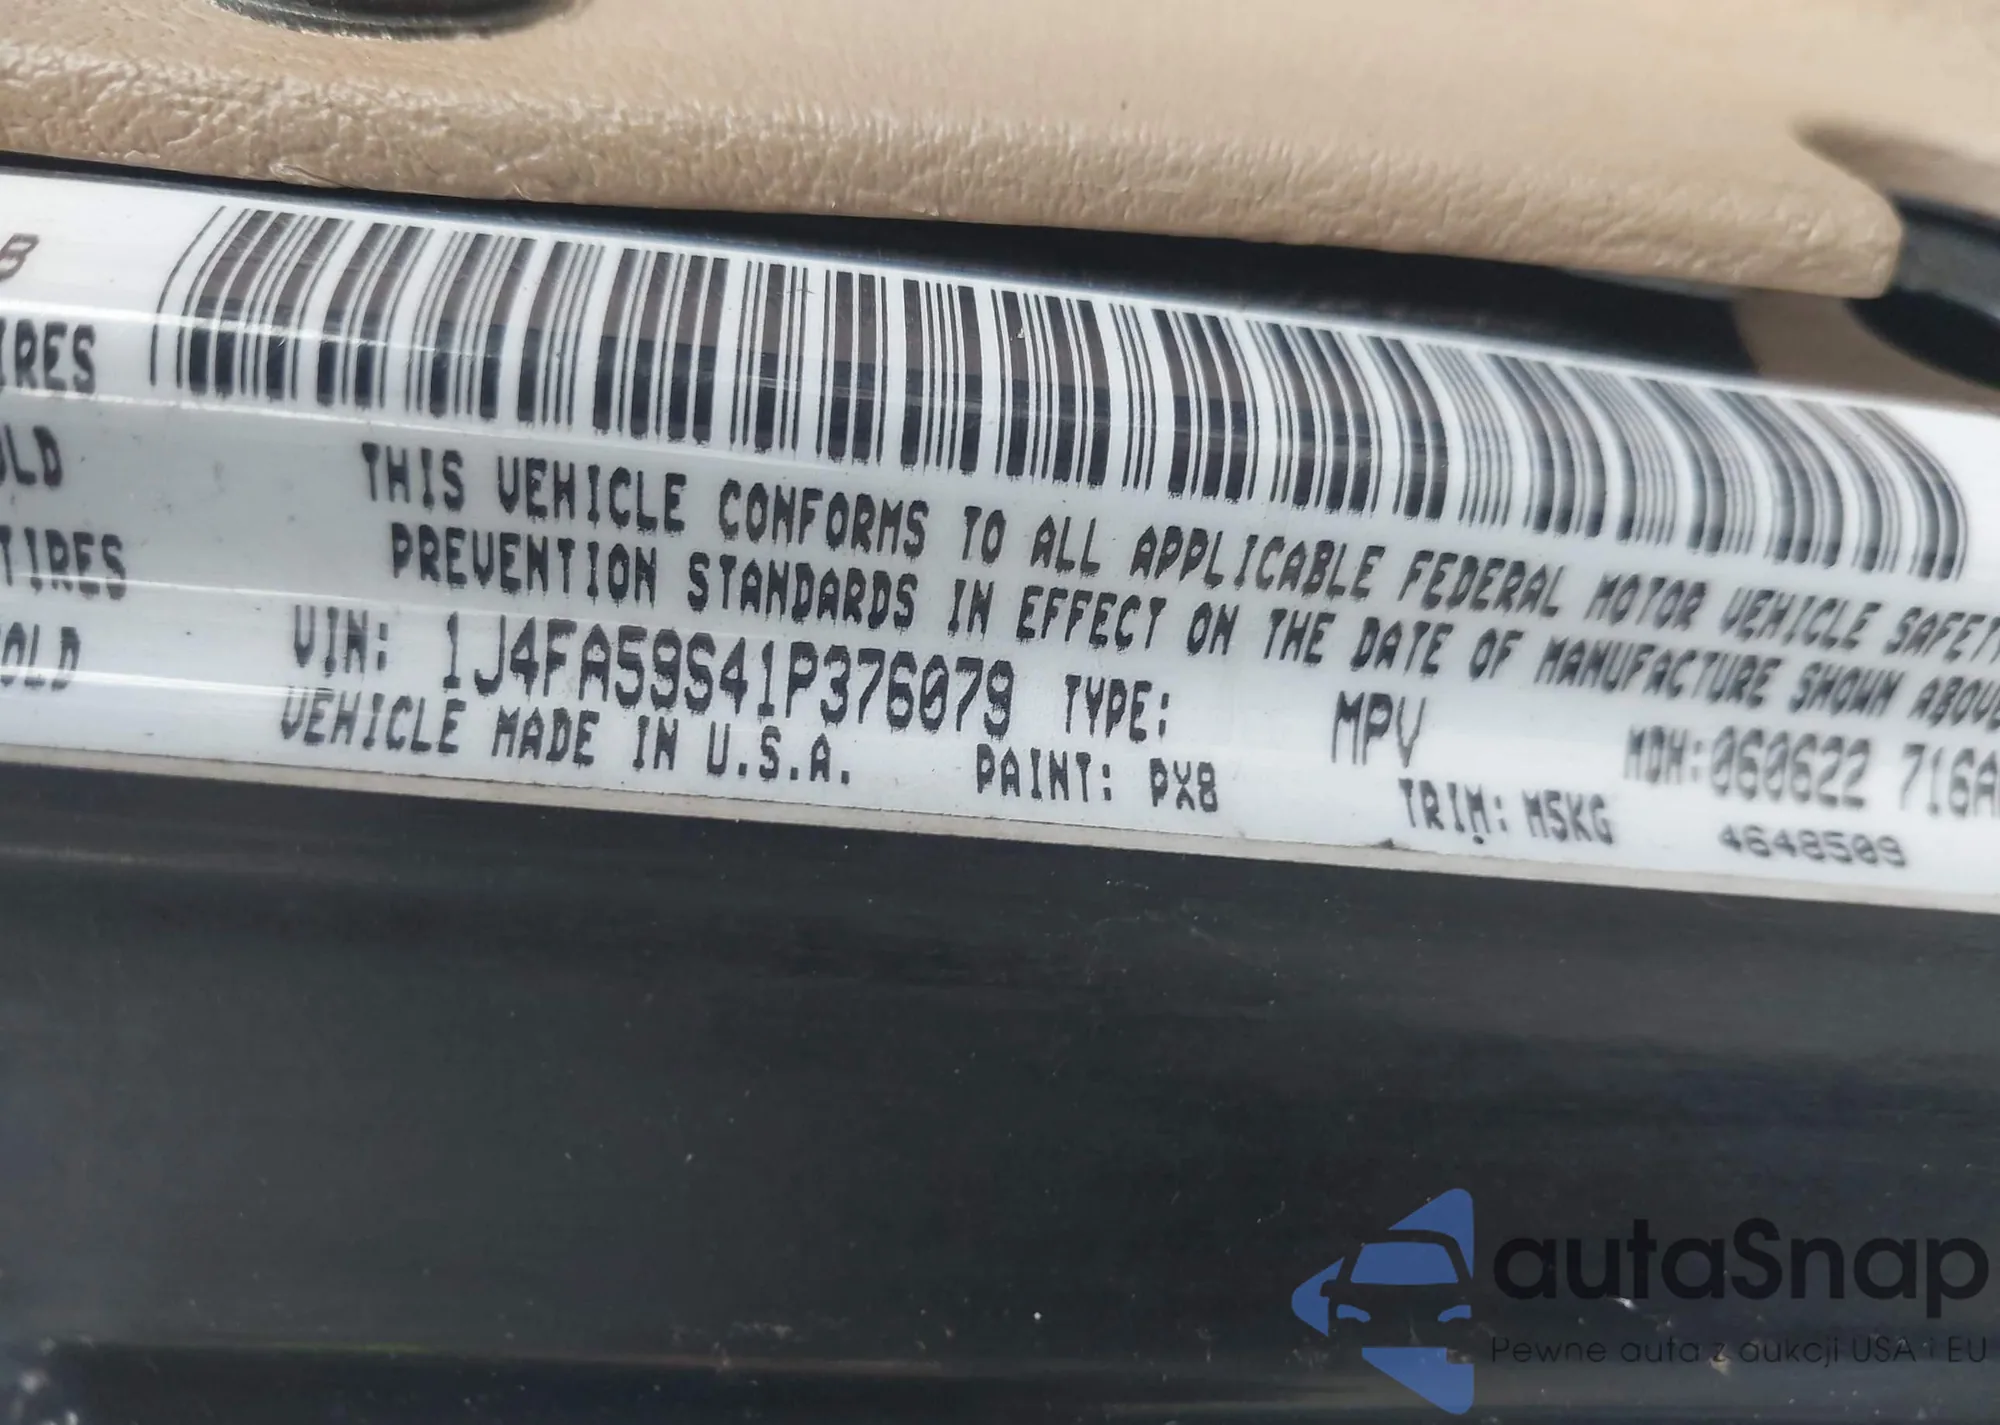 B
IRES
OLD
TIRES
COLD
THIS VEHICLE CONFORMS TO ALL APPLICABLE FEDERAL MOTOR VEHICLE SAFETY
PREVENTION STANDARDS IN EFFECT ON THE DATE OF MANUFACTURE SHOWN ABOVE
VIN: 1J4FA59S41P376079 TYPE: MPV MDH:060622 716A
VEHICLE MADE IN U.S.A. PAINT: PX8 TRIM: M5KG 4648509
autaSnap
Pewne auta z aukcji USA i EU